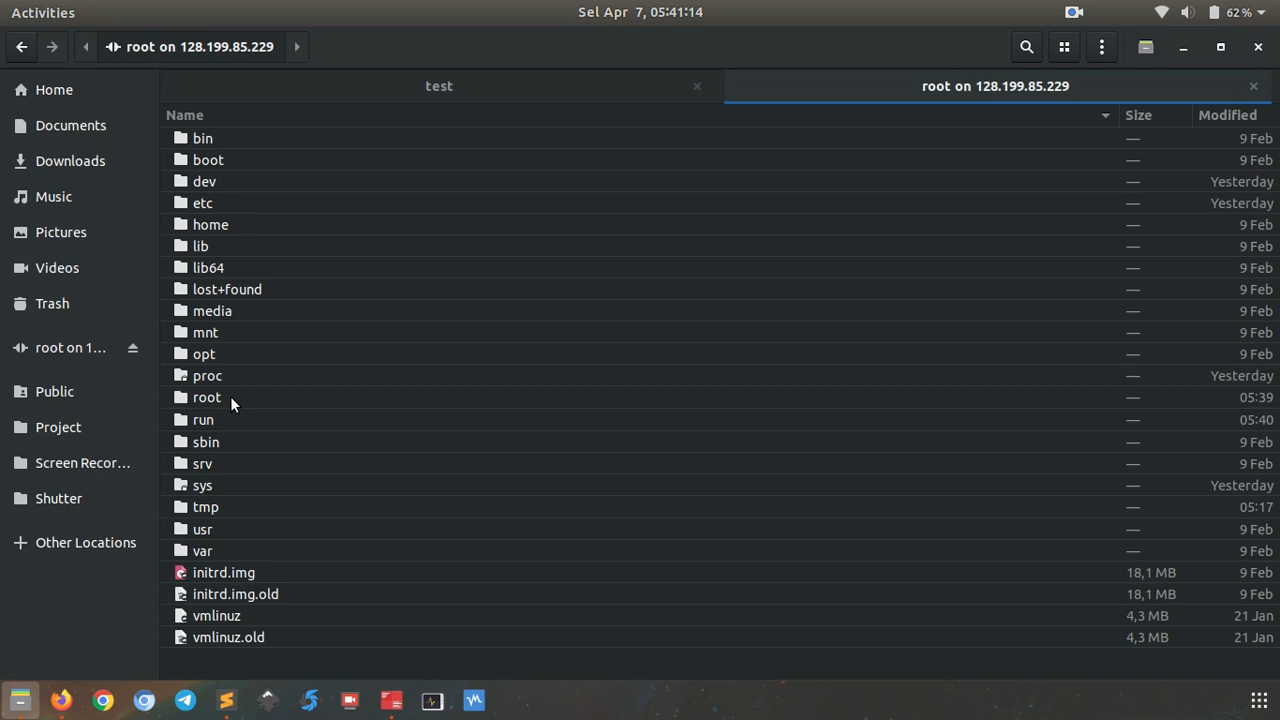 Activities
Sel Apr 7, 05:41:14
62%
root on 128.199.85.229
Home
Documents
Downloads
Music
Pictures
Videos
Trash
root on 1...
Public
Project
Screen Recor...
Shutter
Other Locations
test
root on 128.199.85.229
Name Size Modified
bin — 9 Feb
boot — 9 Feb
dev — Yesterday
etc — Yesterday
home — 9 Feb
lib — 9 Feb
lib64 — 9 Feb
lost+found — 9 Feb
media — 9 Feb
mnt — 9 Feb
opt — 9 Feb
proc — Yesterday
root — 05:39
run — 05:40
sbin — 9 Feb
srv — 9 Feb
sys — Yesterday
tmp — 05:17
usr — 9 Feb
var — 9 Feb
initrd.img 18,1 MB 9 Feb
initrd.img.old 18,1 MB 9 Feb
vmlinuz 4,3 MB 21 Jan
vmlinuz.old 4,3 MB 21 Jan